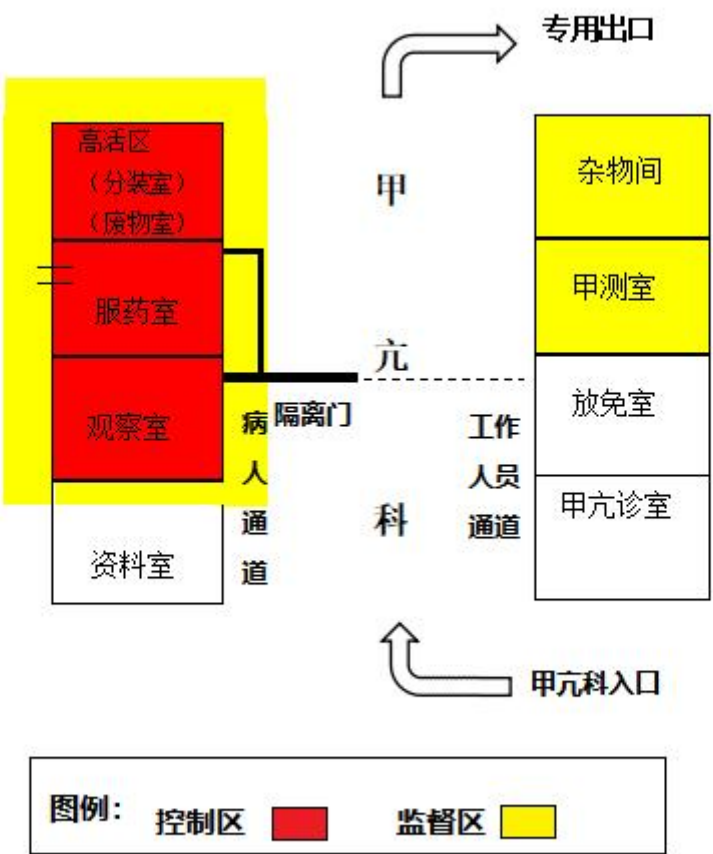 专用出口
高活区
（分装室）
（废物室）
服药室
观察室
资料室
甲
亢
科
杂物间
甲测室
放免室
甲亢诊室
隔离门
病
人
通
道
工作
人员
通道
甲亢科入口
图例： 控制区 监督区